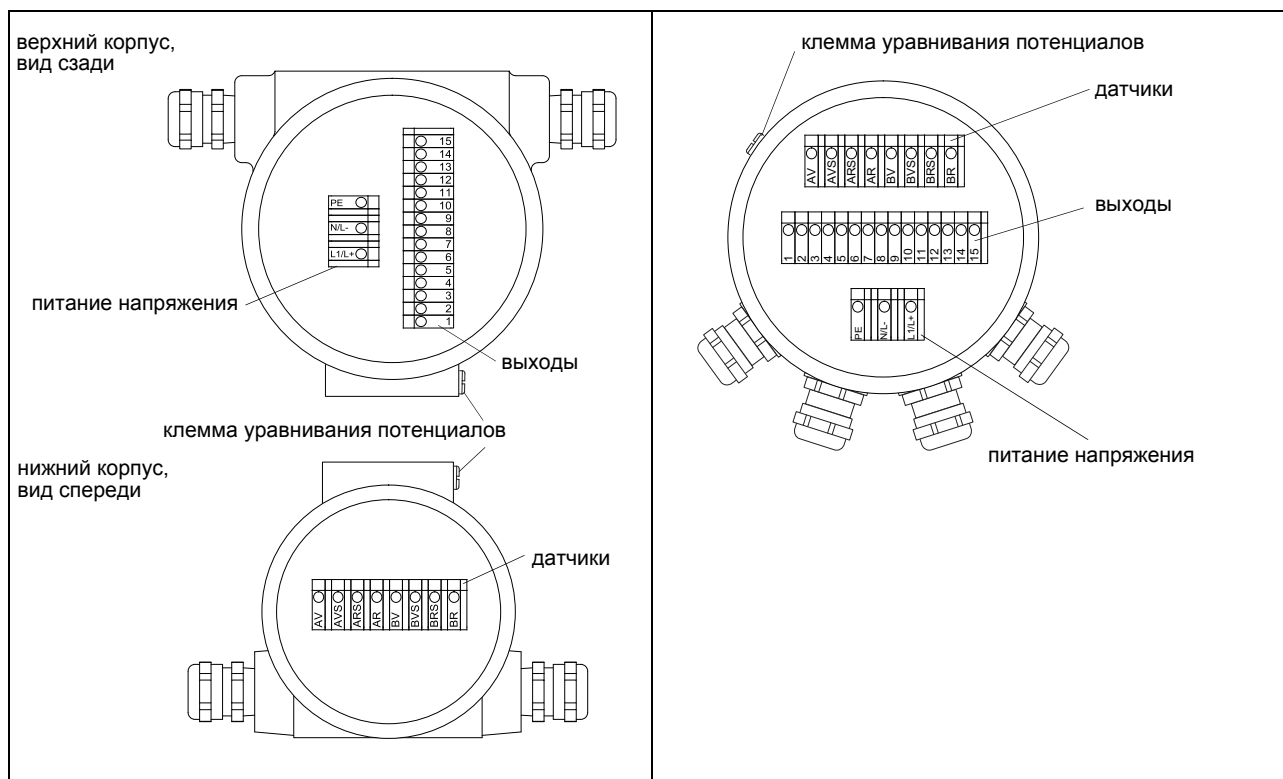 верхний корпус,
вид сзади
15
14
13
12
11
10
9
8
7
6
5
4
3
2
1
PE
N/L-
L1/L+
питание напряжения
выходы
клемма уравнивания потенциалов
нижний корпус,
вид спереди
датчики
AV AVS ARS AR BV BVS BRS BR
клемма уравнивания потенциалов
датчики
AV AVS ARS AR BV BVS BRS BR
выходы
1 2 3 4 5 6 7 8 9 10 11 12 13 14 15
PE N/L- L1/L+
питание напряжения